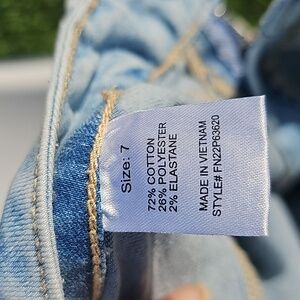 Size: 7
72% COTTON
26% POLYESTER
2% ELASTANE
MADE IN VIETNAM
STYLE# FN22P63620